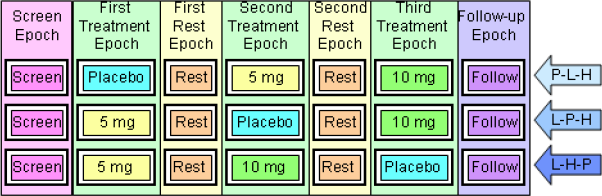 Screen Epoch
First Treatment Epoch
First Rest Epoch
Second Treatment Epoch
Second Rest Epoch
Third Treatment Epoch
Follow-up Epoch
Screen Placebo Rest 5 mg Rest 10 mg Follow P-L-H
Screen 5 mg Rest Placebo Rest 10 mg Follow L-P-H
Screen 5 mg Rest 10 mg Rest Placebo Follow L-H-P